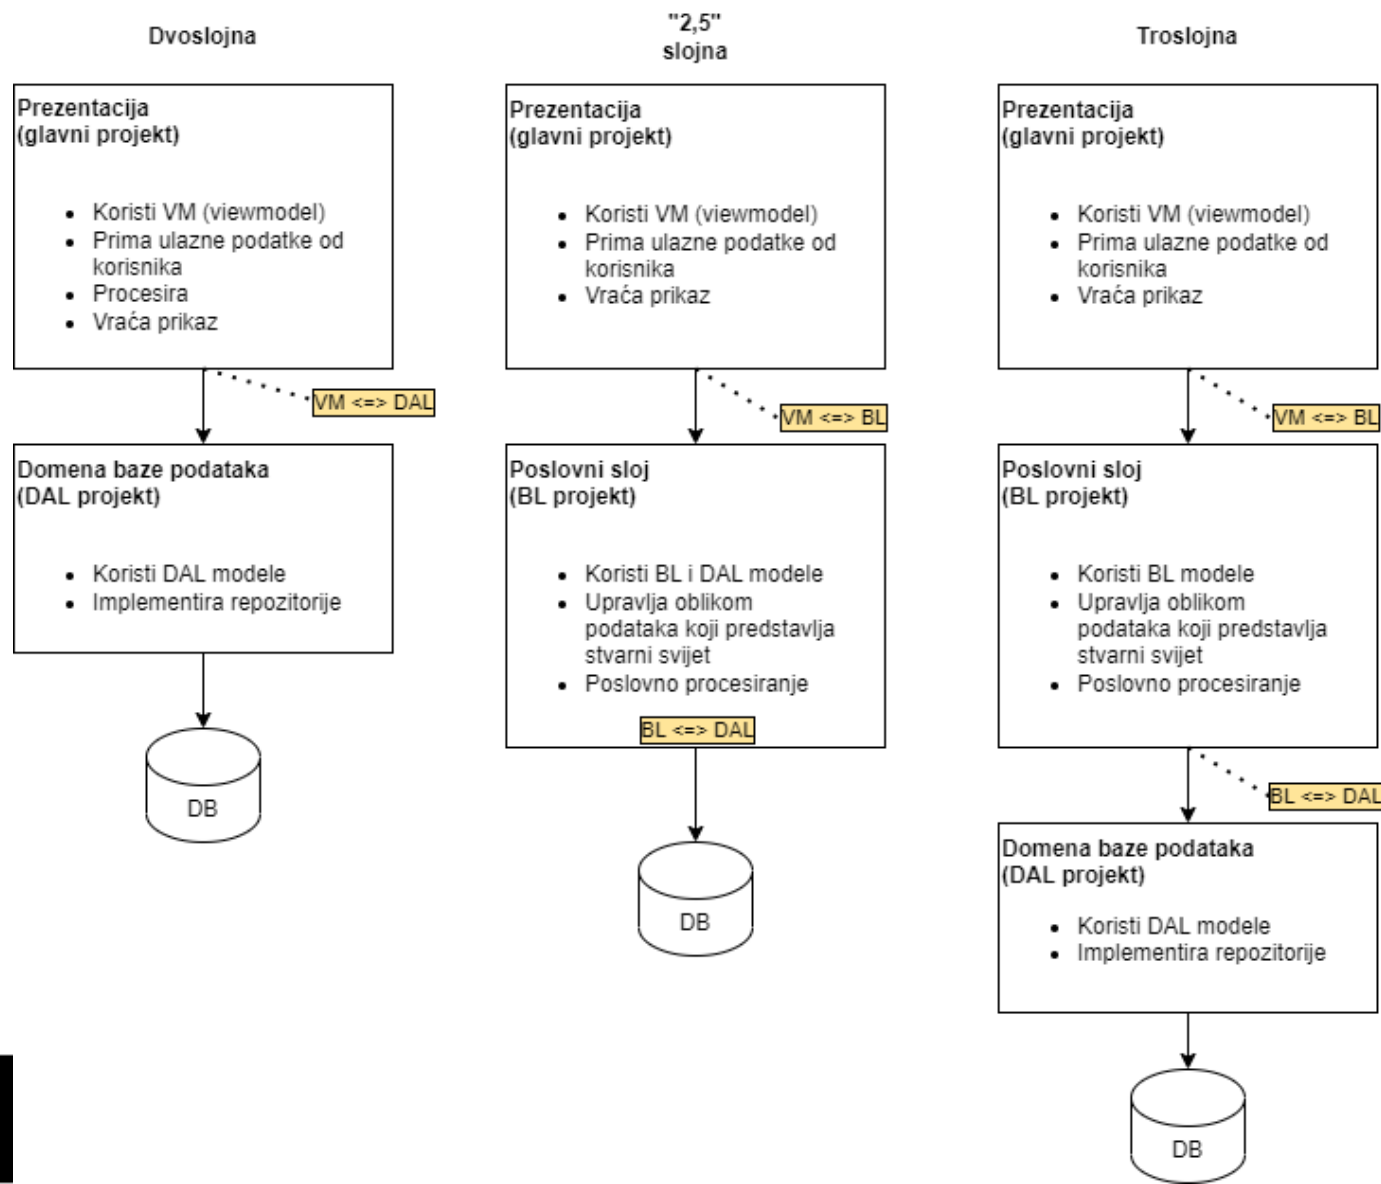 Dvoslojna
Prezentacija
(glavni projekt)
Koristi VM (viewmodel)
Prima ulazne podatke od
korisnika
Procesira
Vraća prikaz
VM <=> DAL
Domena baze podataka
(DAL projekt)
Koristi DAL modele
Implementira repozitorije
DB
"2,5"
slojna
Prezentacija
(glavni projekt)
Koristi VM (viewmodel)
Prima ulazne podatke od
korisnika
Vraća prikaz
VM <=> BL
Poslovni sloj
(BL projekt)
Koristi BL i DAL modele
Upravlja oblikom
podataka koji predstavlja
stvarni svijet
Poslovno procesiranje
BL <=> DAL
DB
Troslojna
Prezentacija
(glavni projekt)
Koristi VM (viewmodel)
Prima ulazne podatke od
korisnika
Vraća prikaz
VM <=> BL
Poslovni sloj
(BL projekt)
Koristi BL modele
Upravlja oblikom
podataka koji predstavlja
stvarni svijet
Poslovno procesiranje
BL <=> DAL
Domena baze podataka
(DAL projekt)
Koristi DAL modele
Implementira repozitorije
DB